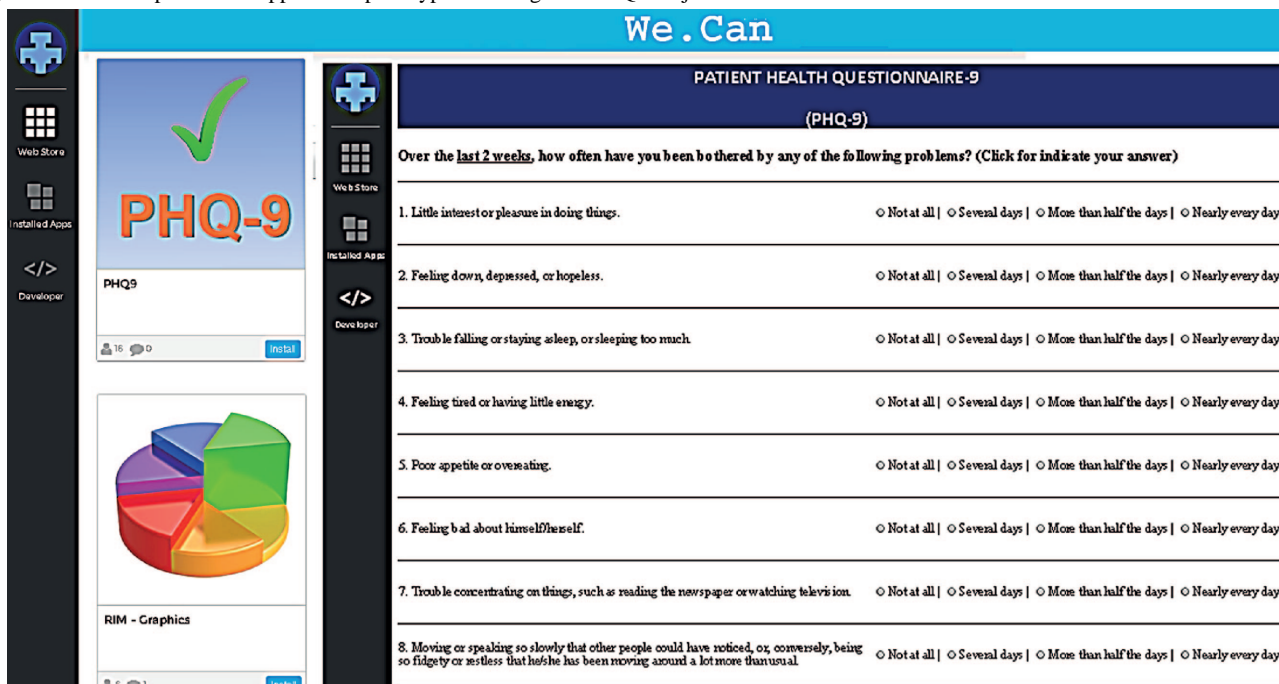 We.Can
Web Store
Installed Apps
</>
Developer
PHQ-9
PHQ9
16 0
Install
RIM - Graphics
Install
Web Store
Installed Apps
</>
Developer
PATIENT HEALTH QUESTIONNAIRE-9
(PHQ-9)
Over the last 2 weeks, how often have you been bothered by any of the following problems? (Click for indicate your answer)
1. Little interest or pleasure in doing things. Not at all | Several days | More than half the days | Nearly every day
2. Feeling down, depressed, or hopeless. Not at all | Several days | More than half the days | Nearly every day
3. Trouble falling or staying asleep, or sleeping too much. Not at all | Several days | More than half the days | Nearly every day
4. Feeling tired or having little energy. Not at all | Several days | More than half the days | Nearly every day
5. Poor appetite or overeating. Not at all | Several days | More than half the days | Nearly every day
6. Feeling bad about himself/herself. Not at all | Several days | More than half the days | Nearly every day
7. Trouble concentrating on things, such as reading the newspaper or watching television. Not at all | Several days | More than half the days | Nearly every day
8. Moving or speaking so slowly that other people could have noticed, or, conversely, being
so fidgety or restless that he/she has been moving around a lot more than usual. Not at all | Several days | More than half the days | Nearly every day